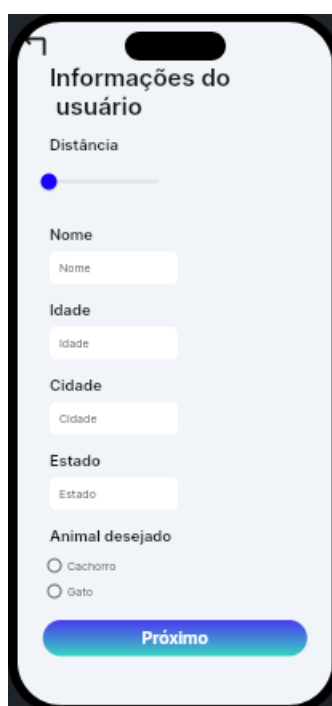 Informações do
usuário
Distância
Nome
Nome
Idade
Idade
Cidade
Cidade
Estado
Estado
Animal desejado
Cachorro
Gato
Próximo